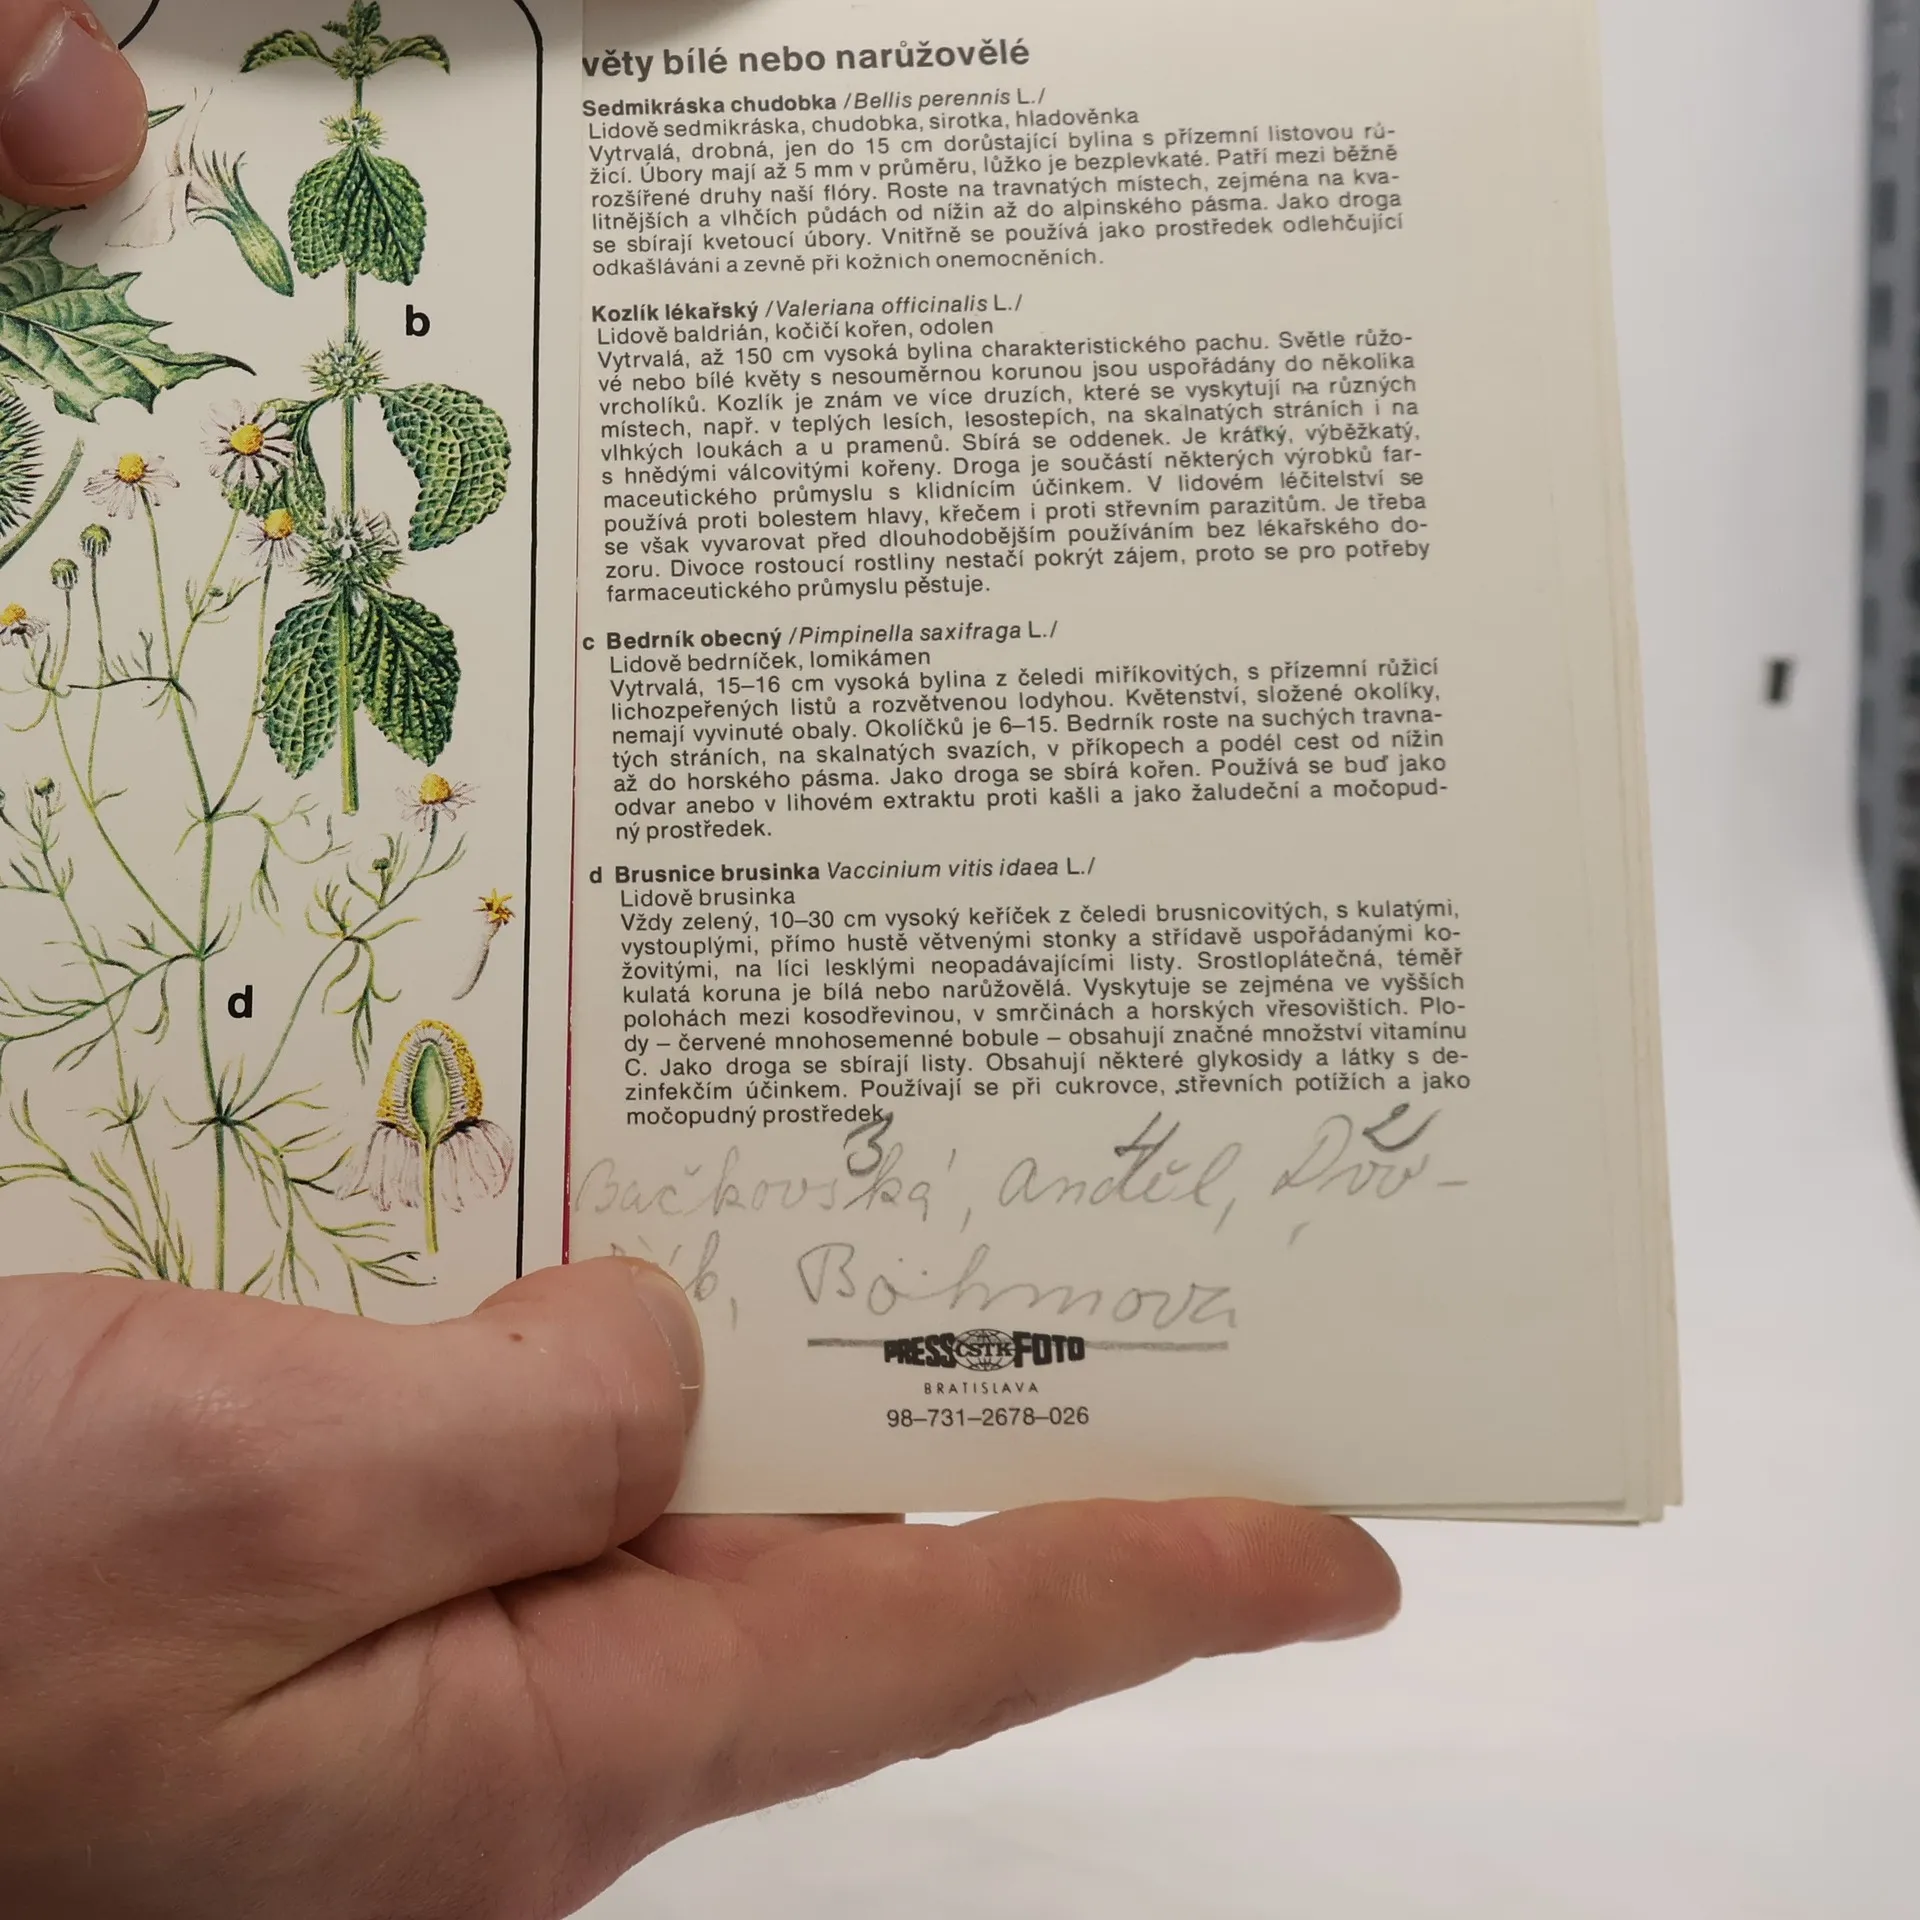 b
d
věty bílé nebo narůžovělé
Sedmikráska chudobka /Bellis perennis L./
Lidově sedmikráska, chudobka, sirotka, hladověnka
Vytrvalá, drobná, jen do 15 cm dorůstající bylina s přízemní listovou rů-
žicí. Úbory mají až 5 mm v průměru, lůžko je bezplevkaté. Patří mezi běžně
rozšířené druhy naší flóry. Roste na travnatých místech, zejména na kva-
litnějších a vlhčích půdách od nížin až do alpinského pásma. Jako droga
se sbírají kvetoucí úbory. Vnitřně se používá jako prostředek odlehčující
odkašláváni a zevně při kožnich onemocněních.
Kozlík lékařský /Valeriana officinalis L./
Lidově baldrián, kočičí kořen, odolen
Vytrvalá, až 150 cm vysoká bylina charakteristického pachu. Světle růžo-
vé nebo bílé květy s nesouměrnou korunou jsou uspořádány do několika
vrcholíků. Kozlík je znám ve více druzích, které se vyskytují na různých
místech, např. v teplých lesích, lesostepích, na skalnatých stráních i na
vlhkých loukách a u pramenů. Sbírá se oddenek. Je krátký, výběžkatý,
s hnědými válcovitými kořeny. Droga je součástí některých výrobků far-
maceutického průmyslu s klidnícím účinkem. V lidovém léčitelství se
používá proti bolestem hlavy, křečem i proti střevním parazitům. Je třeba
se však vyvarovat před dlouhodobějším používáním bez lékařského do-
zoru. Divoce rostoucí rostliny nestačí pokrýt zájem, proto se pro potřeby
farmaceutického průmyslu pěstuje.
c Bedrník obecný /Pimpinella saxifraga L./
Lidově bedrníček, lomikámen
Vytrvalá, 15–16 cm vysoká bylina z čeledi miříkovitých, s přízemní růžicí
lichozpeřených listů a rozvětvenou lodyhou. Květenství, složené okolíky,
nemají vyvinuté obaly. Okolíčků je 6–15. Bedrník roste na suchých travna-
tých stráních, na skalnatých svazích, v příkopech a podél cest od nížin
až do horského pásma. Jako droga se sbírá kořen. Používá se buď jako
odvar anebo v lihovém extraktu proti kašli a jako žaludeční a močopud-
ný prostředek.
d Brusnice brusinka Vaccinium vitis idaea L./
Lidově brusinka
Vždy zelený, 10–30 cm vysoký keříček z čeledi brusnicovitých, s kulatými,
vystouplými, přímo hustě větvenými stonky a střídavě uspořádanými ko-
žovitými, na líci lesklými neopadávajícími listy. Srostloplátečná, téměř
kulatá koruna je bílá nebo narůžovělá. Vyskytuje se zejména ve vyšších
polohách mezi kosodřevinou, v smrčinách a horských vřesovištích. Plo-
dy – červené mnohosemenné bobule – obsahují značné množství vitamínu
C. Jako droga se sbírají listy. Obsahují některé glykosidy a látky s de-
zinfekčím účinkem. Používají se při cukrovce, střevních potížích a jako
močopudný prostředek.
3 4 2
Bačkovská, Anděl, Dvo-
Böhmova
PRESS ČSTK FOTO
BRATISLAVA
98–731–2678–026